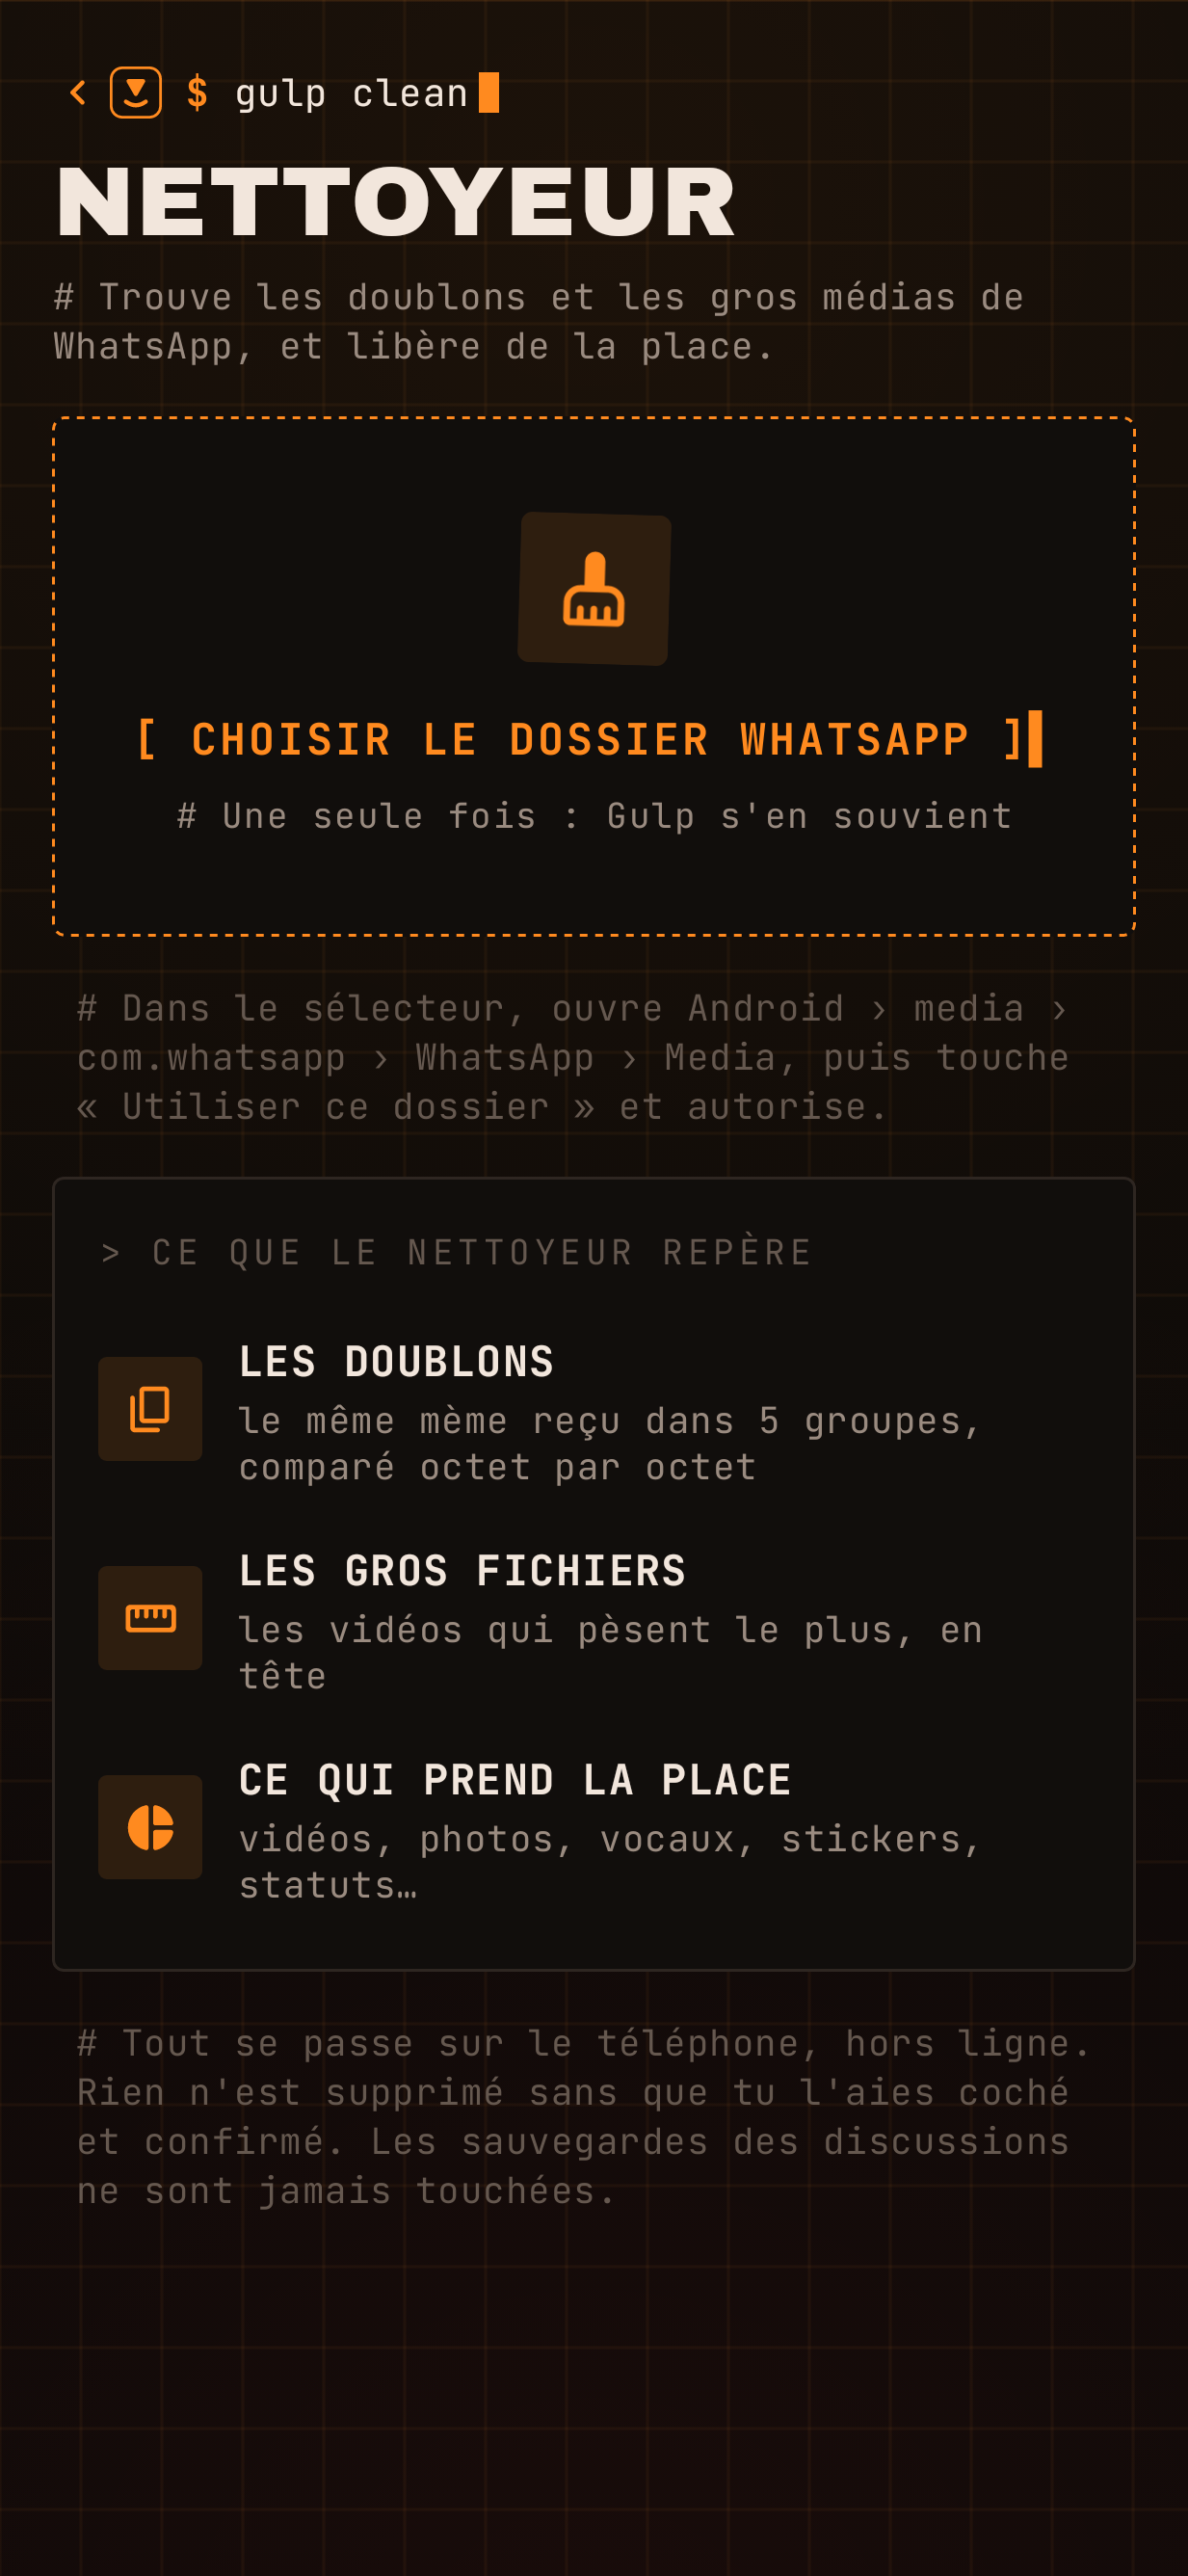 $ gulp clean
NETTOYEUR
# Trouve les doublons et les gros médias de
WhatsApp, et libère de la place.
[ CHOISIR LE DOSSIER WHATSAPP ]
# Une seule fois : Gulp s'en souvient
# Dans le sélecteur, ouvre Android › media ›
com.whatsapp › WhatsApp › Media, puis touche
« Utiliser ce dossier » et autorise.
> CE QUE LE NETTOYEUR REPÈRE
LES DOUBLONS
le même mème reçu dans 5 groupes,
comparé octet par octet
LES GROS FICHIERS
les vidéos qui pèsent le plus, en
tête
CE QUI PREND LA PLACE
vidéos, photos, vocaux, stickers,
statuts…
# Tout se passe sur le téléphone, hors ligne.
Rien n'est supprimé sans que tu l'aies coché
et confirmé. Les sauvegardes des discussions
ne sont jamais touchées.